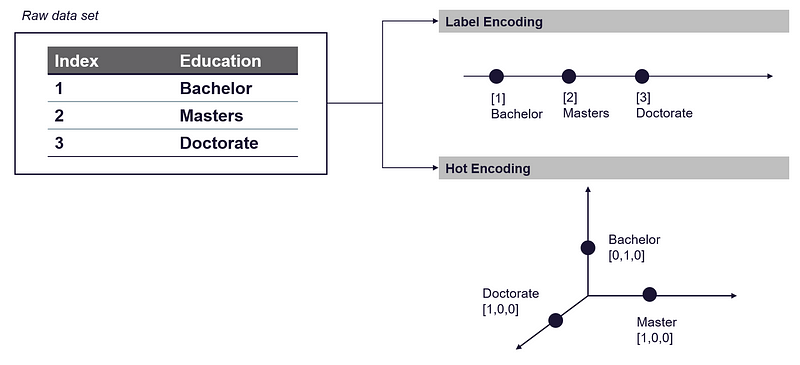 Raw data set
Index Education
1 Bachelor
2 Masters
3 Doctorate
Label Encoding
[1] [2] [3]
Bachelor Masters Doctorate
Hot Encoding
Bachelor
[0,1,0]
Doctorate
[1,0,0]
Master
[1,0,0]